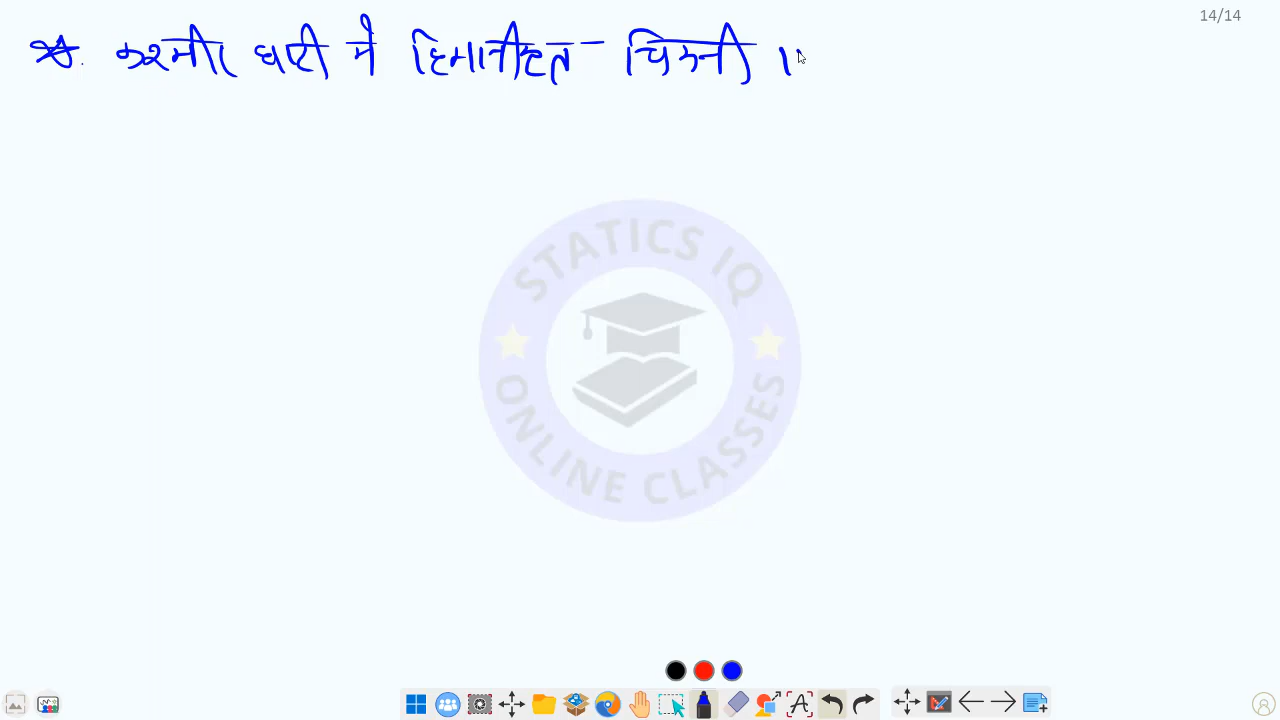 14/14
कश्मीर घाटी में हिमानीकृत चिकनी
STATICS IQ
ONLINE CLASSES